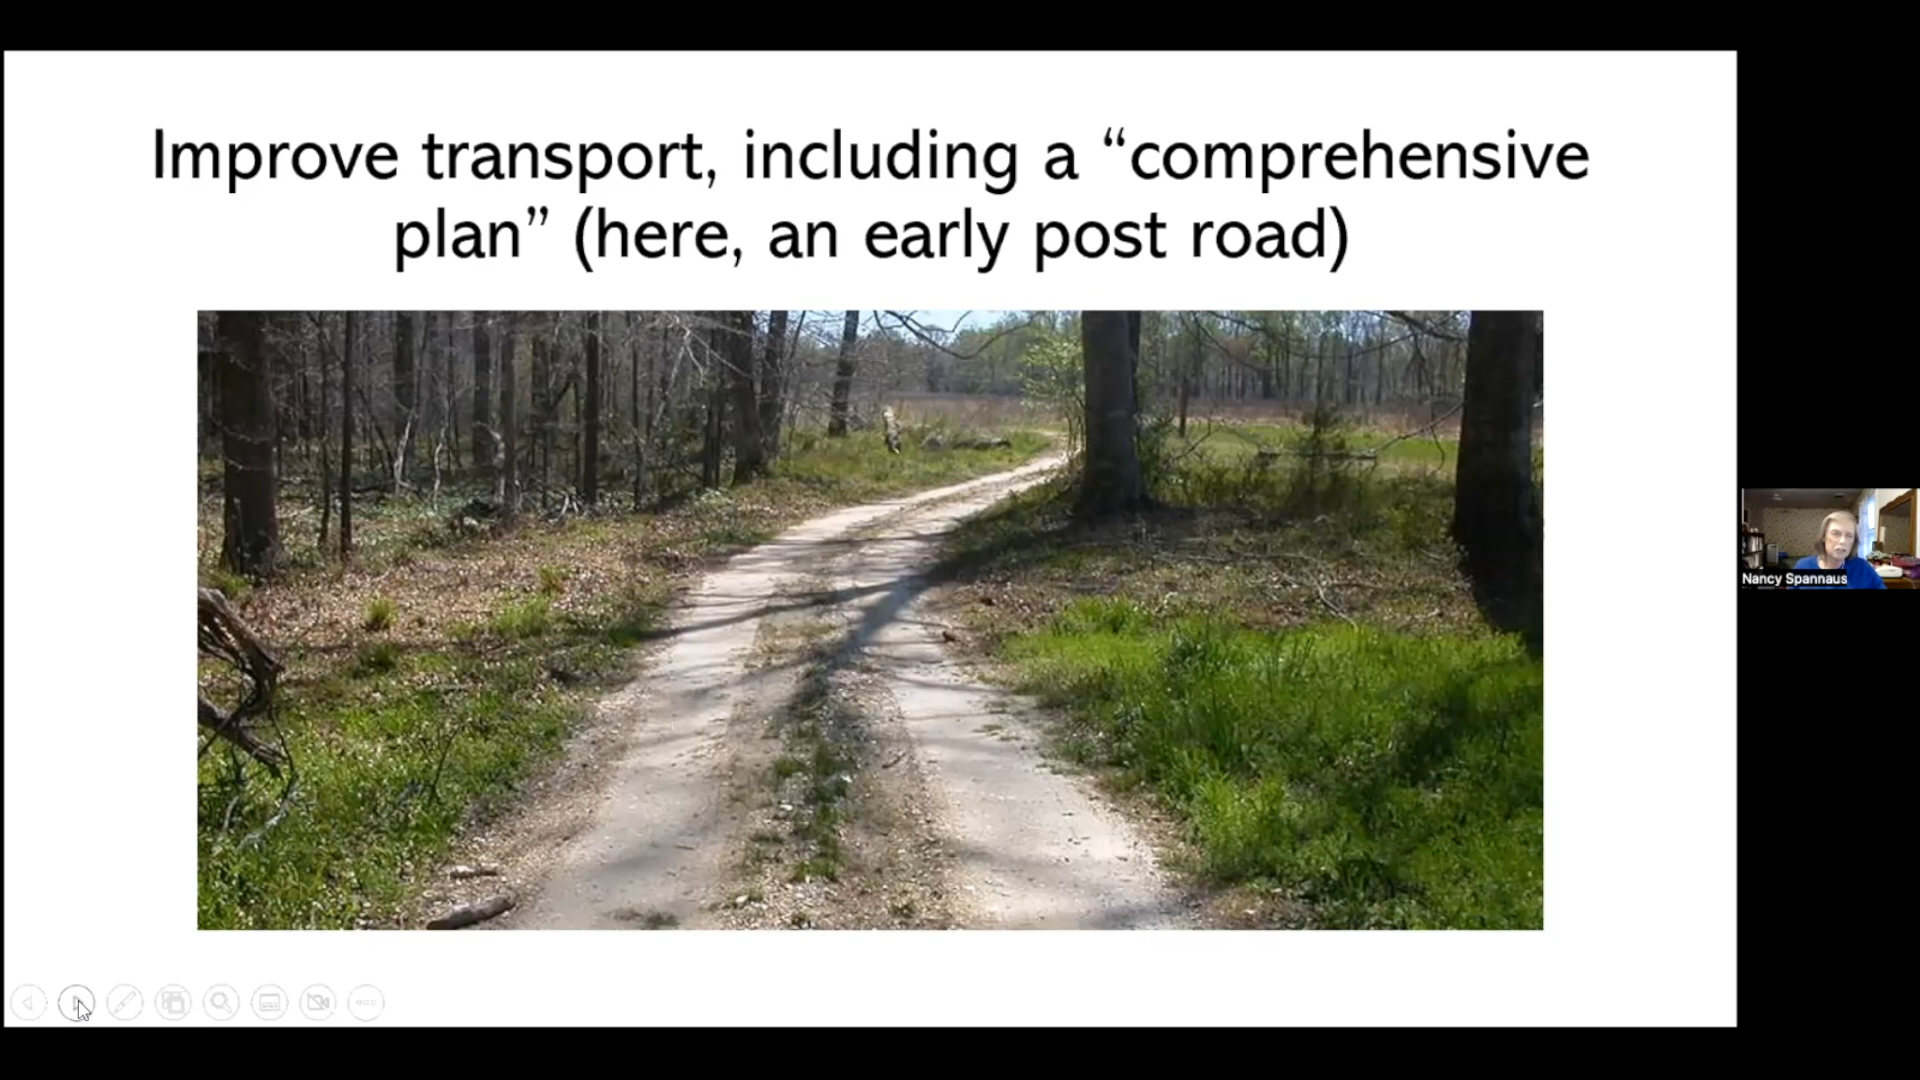 Improve transport, including a “comprehensive
plan” (here, an early post road)
Nancy Spannaus